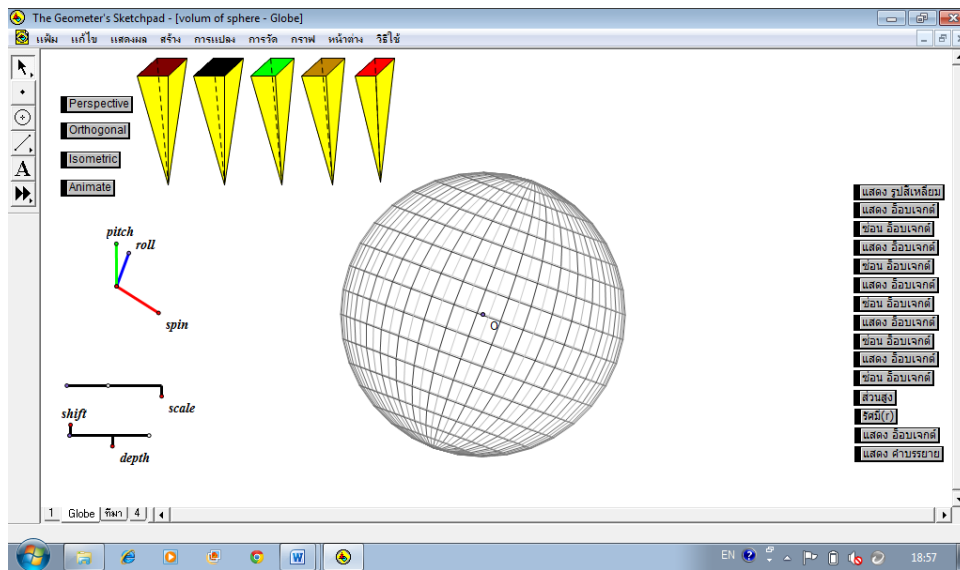 The Geometer's Sketchpad - [volum of sphere - Globe]
แฟ้ม แก้ไข แสดงผล สร้าง การแปลง การวัด กราฟ หน้าต่าง วิธีใช้
Perspective
Orthogonal
Isometric
Animate
pitch
roll
spin
scale
shift
depth
A
O
แสดง รูปสี่เหลี่ยม
แสดง อ็อบเจกต์
ซ่อน อ็อบเจกต์
แสดง อ็อบเจกต์
ซ่อน อ็อบเจกต์
แสดง อ็อบเจกต์
ซ่อน อ็อบเจกต์
แสดง อ็อบเจกต์
ซ่อน อ็อบเจกต์
แสดง อ็อบเจกต์
ซ่อน อ็อบเจกต์
ส่วนสูง
รัศมี(r)
แสดง อ็อบเจกต์
แสดง คำบรรยาย
1 Globe ที่มา 4
EN 18:57